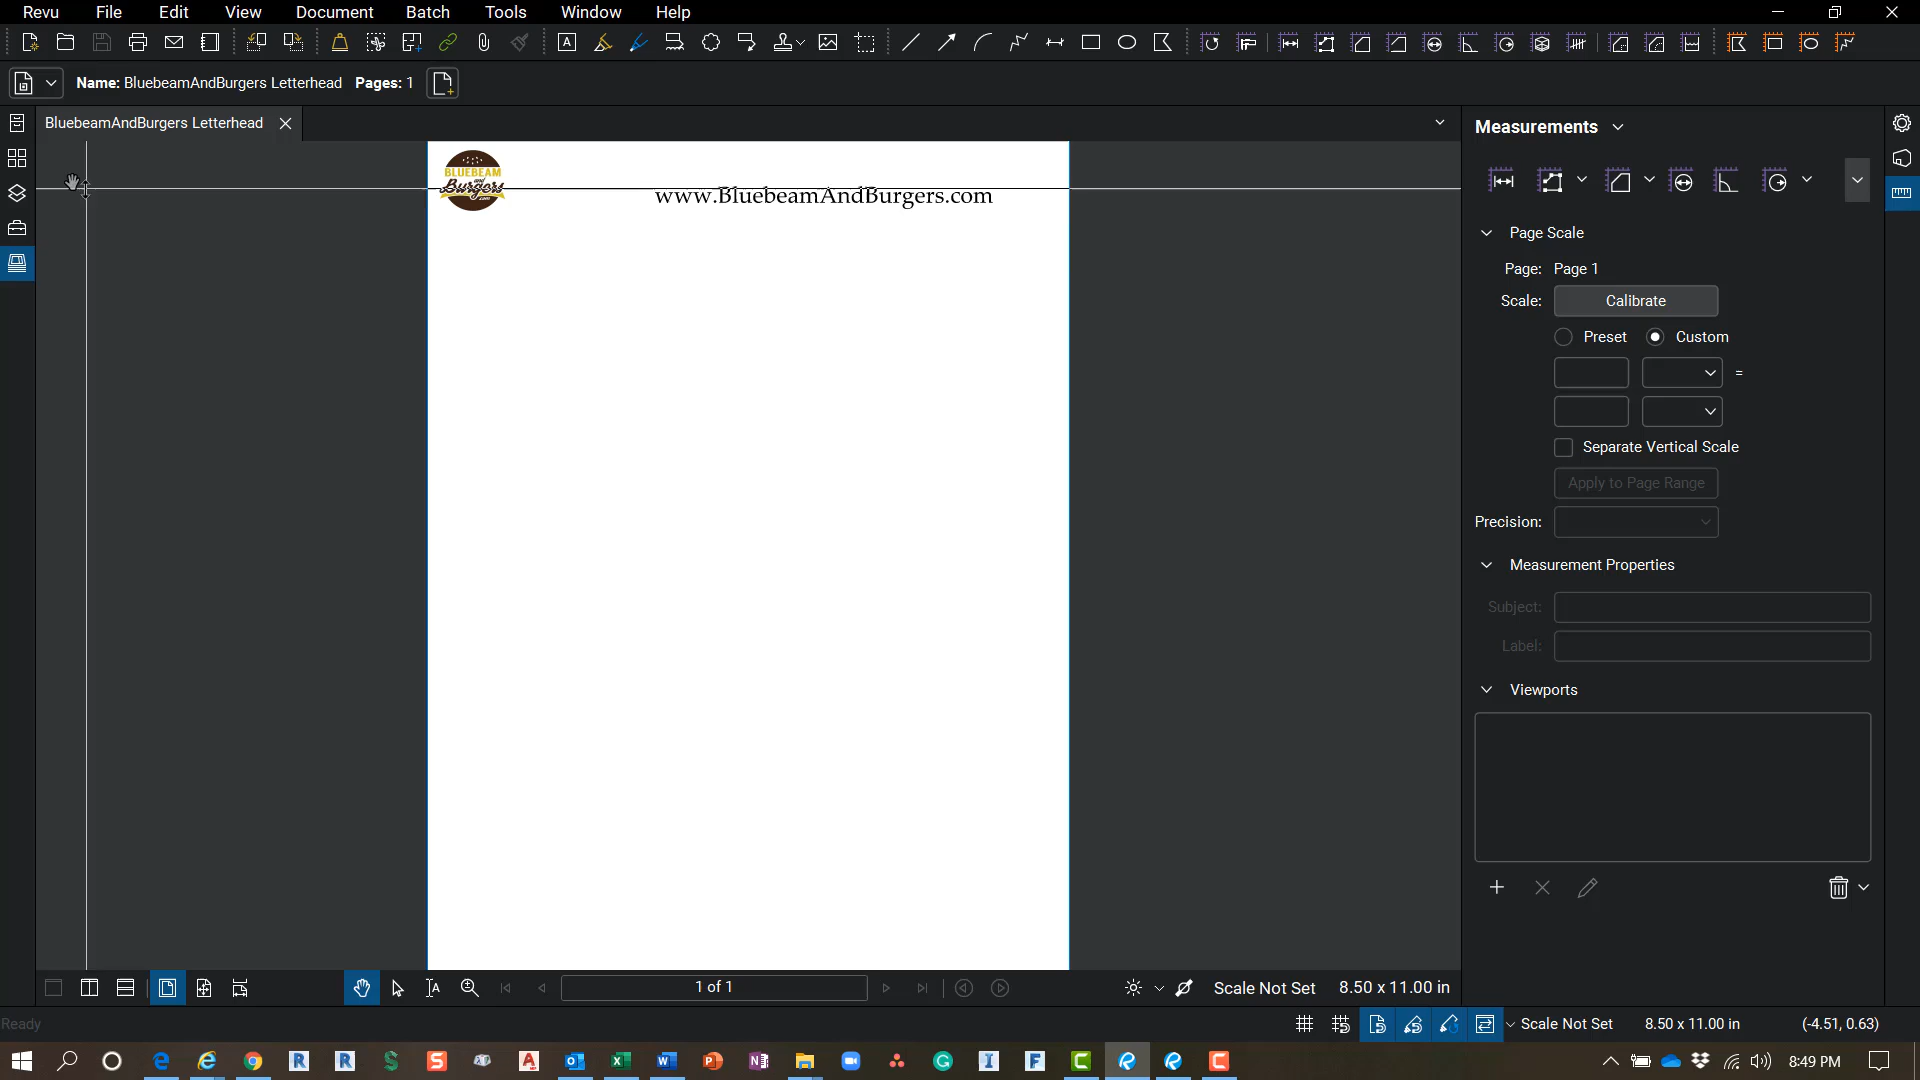 Revu File Edit View Document Batch Tools Window Help
Name: BluebeamAndBurgers Letterhead Pages: 1
BluebeamAndBurgers Letterhead
BLUEBEAM
and
Burgers
.com
www.BluebeamAndBurgers.com
Measurements
Page Scale
Page: Page 1
Scale: Calibrate
Preset Custom
=
Separate Vertical Scale
Apply to Page Range
Precision:
Measurement Properties
Subject:
Label:
Viewports
1 of 1
Scale Not Set 8.50 x 11.00 in
Ready
Scale Not Set 8.50 x 11.00 in (-4.51, 0.63)
8:49 PM